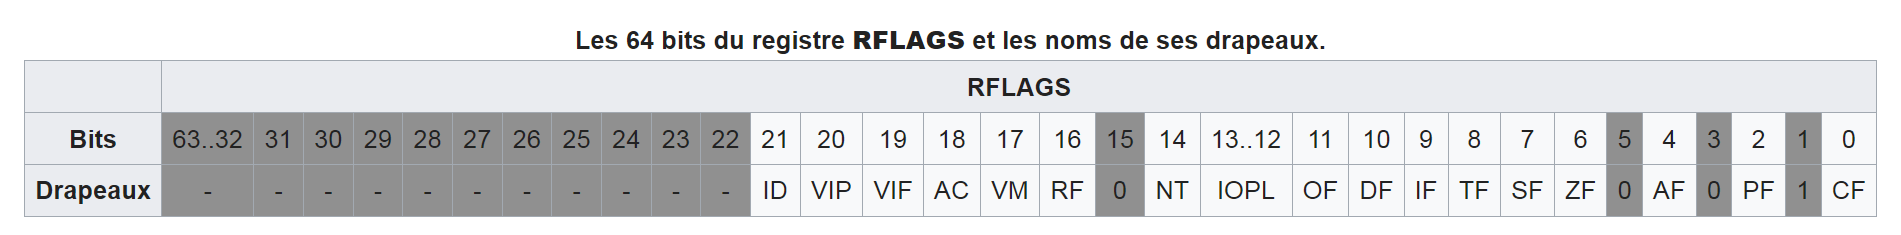 Les 64 bits du registre RFLAGS et les noms de ses drapeaux.
RFLAGS
Bits 63..32 31 30 29 28 27 26 25 24 23 22 21 20 19 18 17 16 15 14 13..12 11 10 9 8 7 6 5 4 3 2 1 0
Drapeaux - - - - - - - - - - - ID VIP VIF AC VM RF 0 NT IOPL OF DF IF TF SF ZF 0 AF 0 PF 1 CF